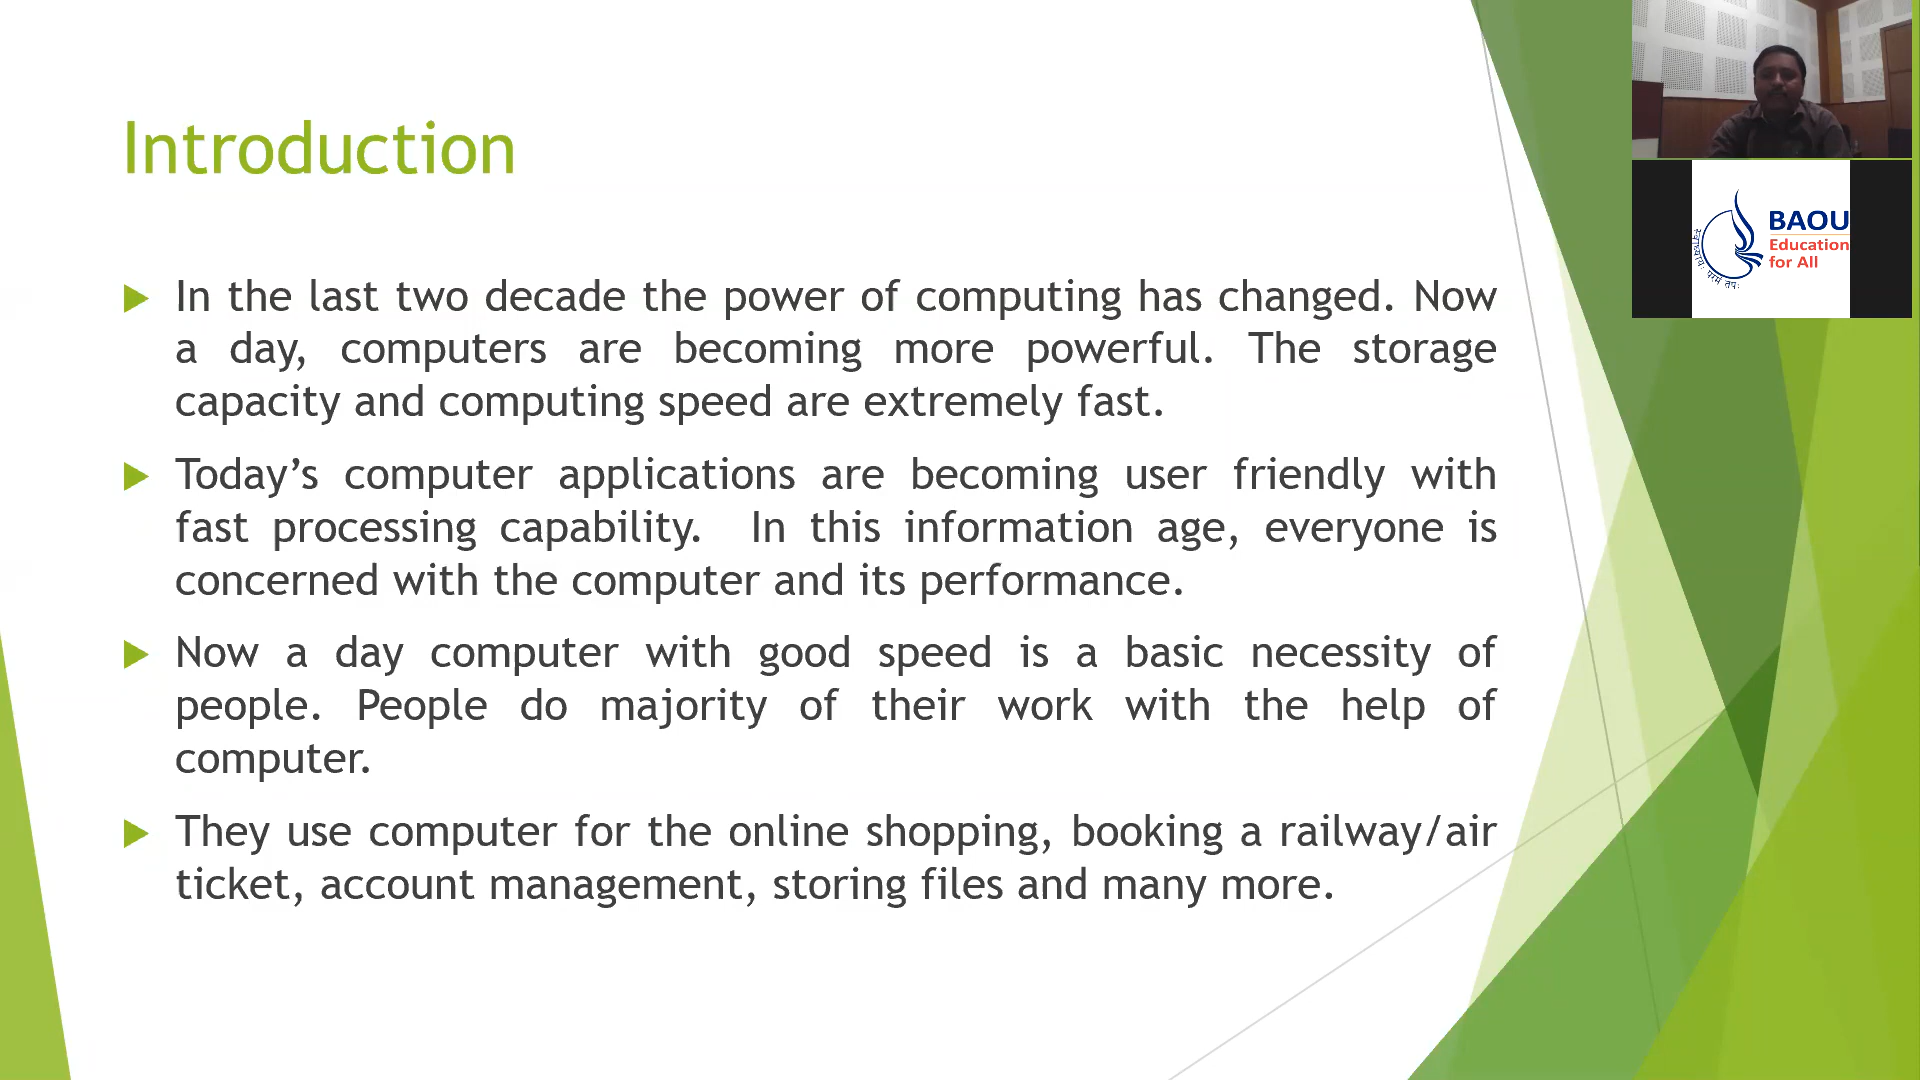 Introduction
In the last two decade the power of computing has changed. Now
a day, computers are becoming more powerful. The storage
capacity and computing speed are extremely fast.
Today’s computer applications are becoming user friendly with
fast processing capability. In this information age, everyone is
concerned with the computer and its performance.
Now a day computer with good speed is a basic necessity of
people. People do majority of their work with the help of
computer.
They use computer for the online shopping, booking a railway/air
ticket, account management, storing files and many more.
BAOU
Education
for All
परमं तपः